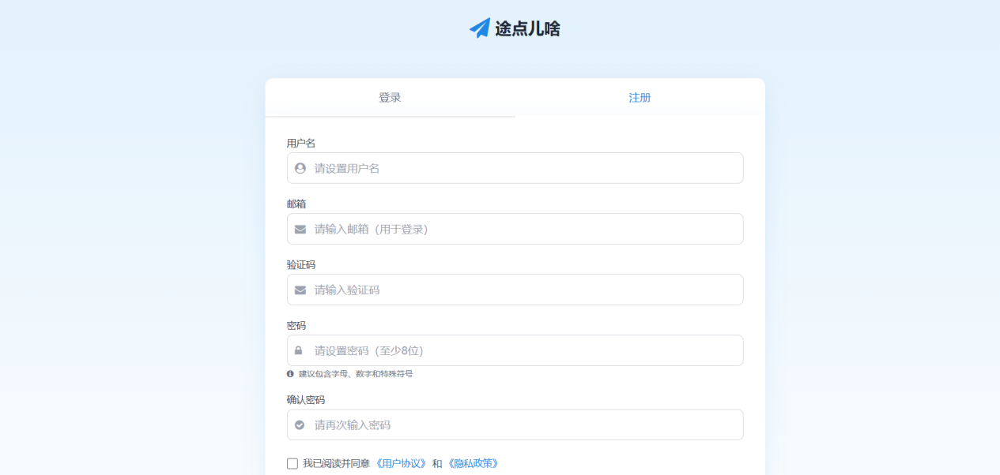 途点儿啥
登录 注册
用户名
请设置用户名
邮箱
请输入邮箱（用于登录）
验证码
请输入验证码
密码
请设置密码（至少8位）
建议包含字母、数字和特殊符号
确认密码
请再次输入密码
我已阅读并同意《用户协议》和《隐私政策》